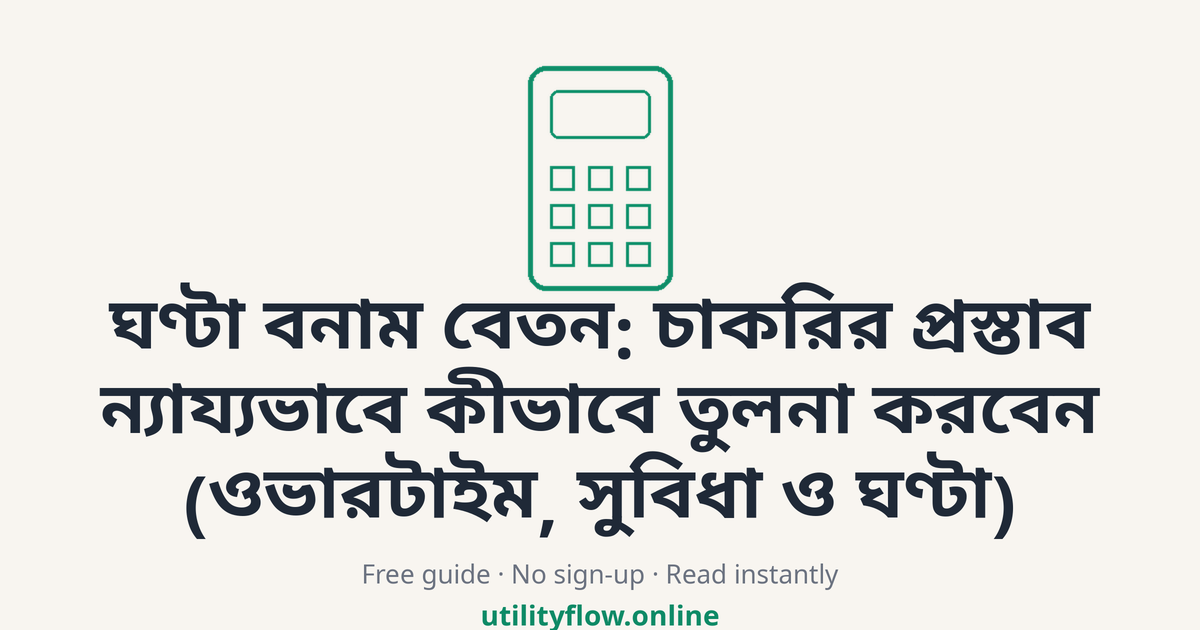 ঘণ্টা বনাম বেতন: চাকরির প্রস্তাব
ন্যায্যভাবে কীভাবে তুলনা করবেন
(ওভারটাইম, সুবিধা ও ঘণ্টা)
Free guide · No sign-up · Read instantly
utilityflow.online